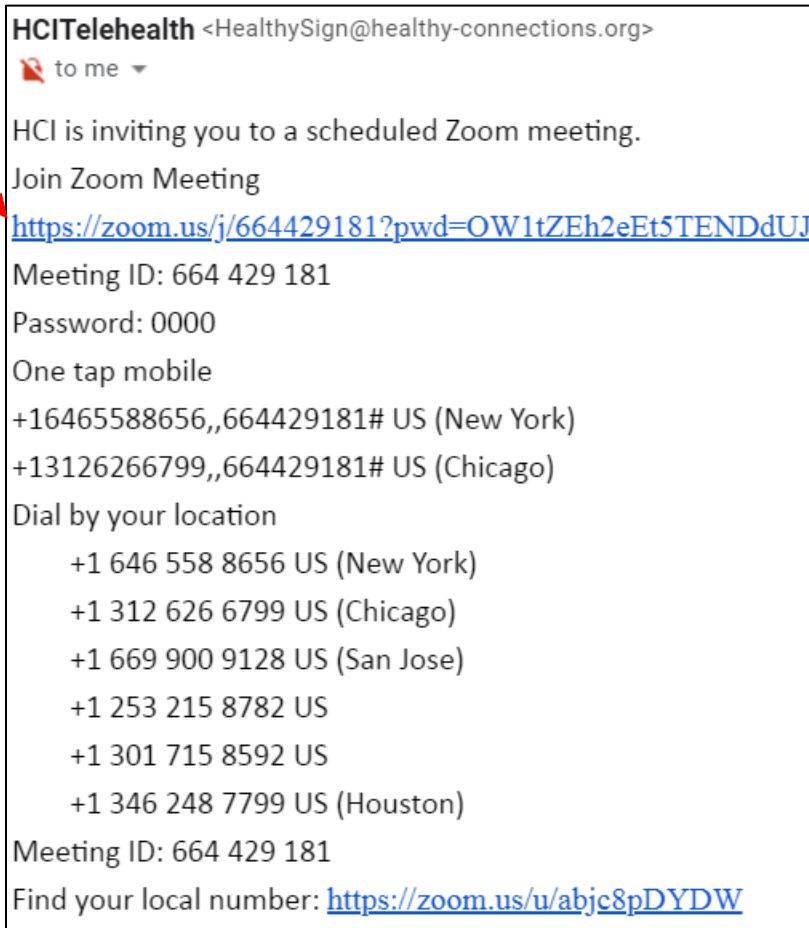 HCITelehealth <HealthySign@healthy-connections.org>
to me
HCI is inviting you to a scheduled Zoom meeting.
Join Zoom Meeting
https://zoom.us/j/664429181?pwd=OW1tZEh2eEt5TENDdUJ
Meeting ID: 664 429 181
Password: 0000
One tap mobile
+16465588656,,664429181# US (New York)
+13126266799,,664429181# US (Chicago)
Dial by your location
+1 646 558 8656 US (New York)
+1 312 626 6799 US (Chicago)
+1 669 900 9128 US (San Jose)
+1 253 215 8782 US
+1 301 715 8592 US
+1 346 248 7799 US (Houston)
Meeting ID: 664 429 181
Find your local number: https://zoom.us/u/abjc8pDYDW